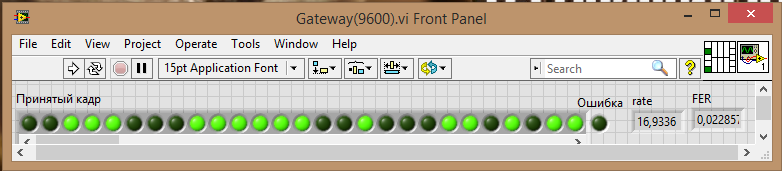 Gateway(9600).vi Front Panel
File Edit View Project Operate Tools Window Help
15pt Application Font
Search
?
1
Принятый кадр Ошибка rate FER
16,9336 0,022857